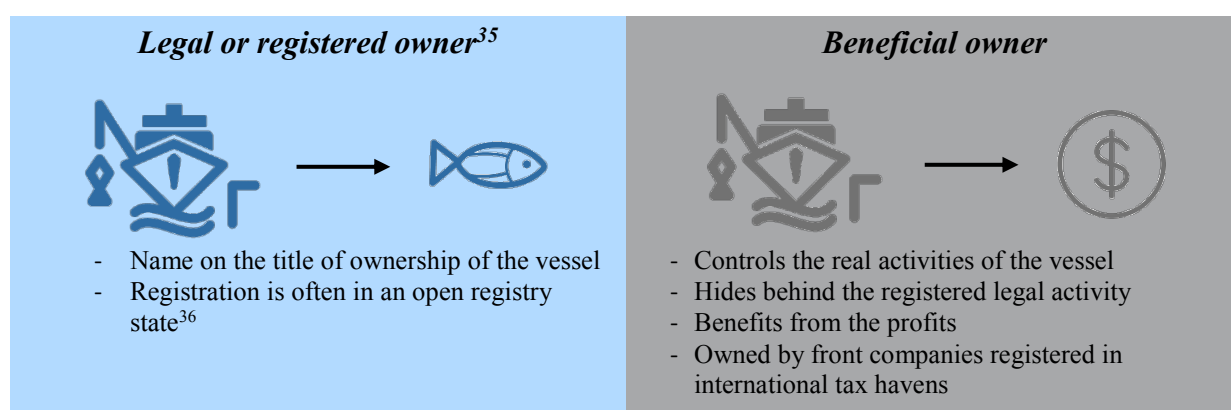 Legal or registered owner35
- Name on the title of ownership of the vessel
- Registration is often in an open registry
state36
Beneficial owner
$
- Controls the real activities of the vessel
- Hides behind the registered legal activity
- Benefits from the profits
- Owned by front companies registered in
international tax havens